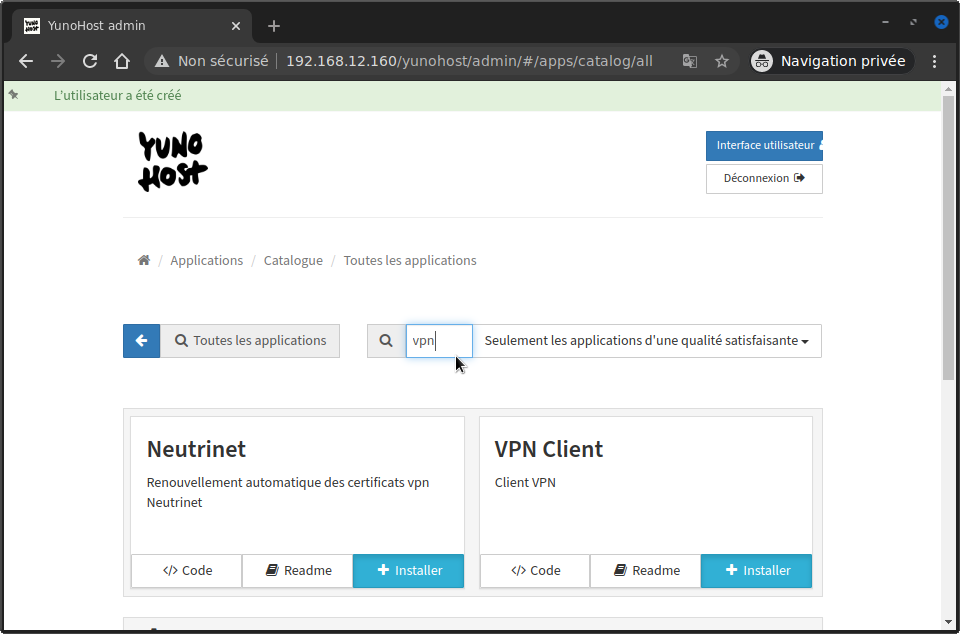 YunoHost admin
Non sécurisé
192.168.12.160/yunohost/admin/#/apps/catalog/all
Navigation privée
L'utilisateur a été créé
YUNO
HOST
Interface utilisateur
Déconnexion
/ Applications / Catalogue / Toutes les applications
Toutes les applications
vpn
Seulement les applications d'une qualité satisfaisante
Neutrinet
Renouvellement automatique des certificats vpn
Neutrinet
</> Code
Readme
Installer
VPN Client
Client VPN
</> Code
Readme
Installer